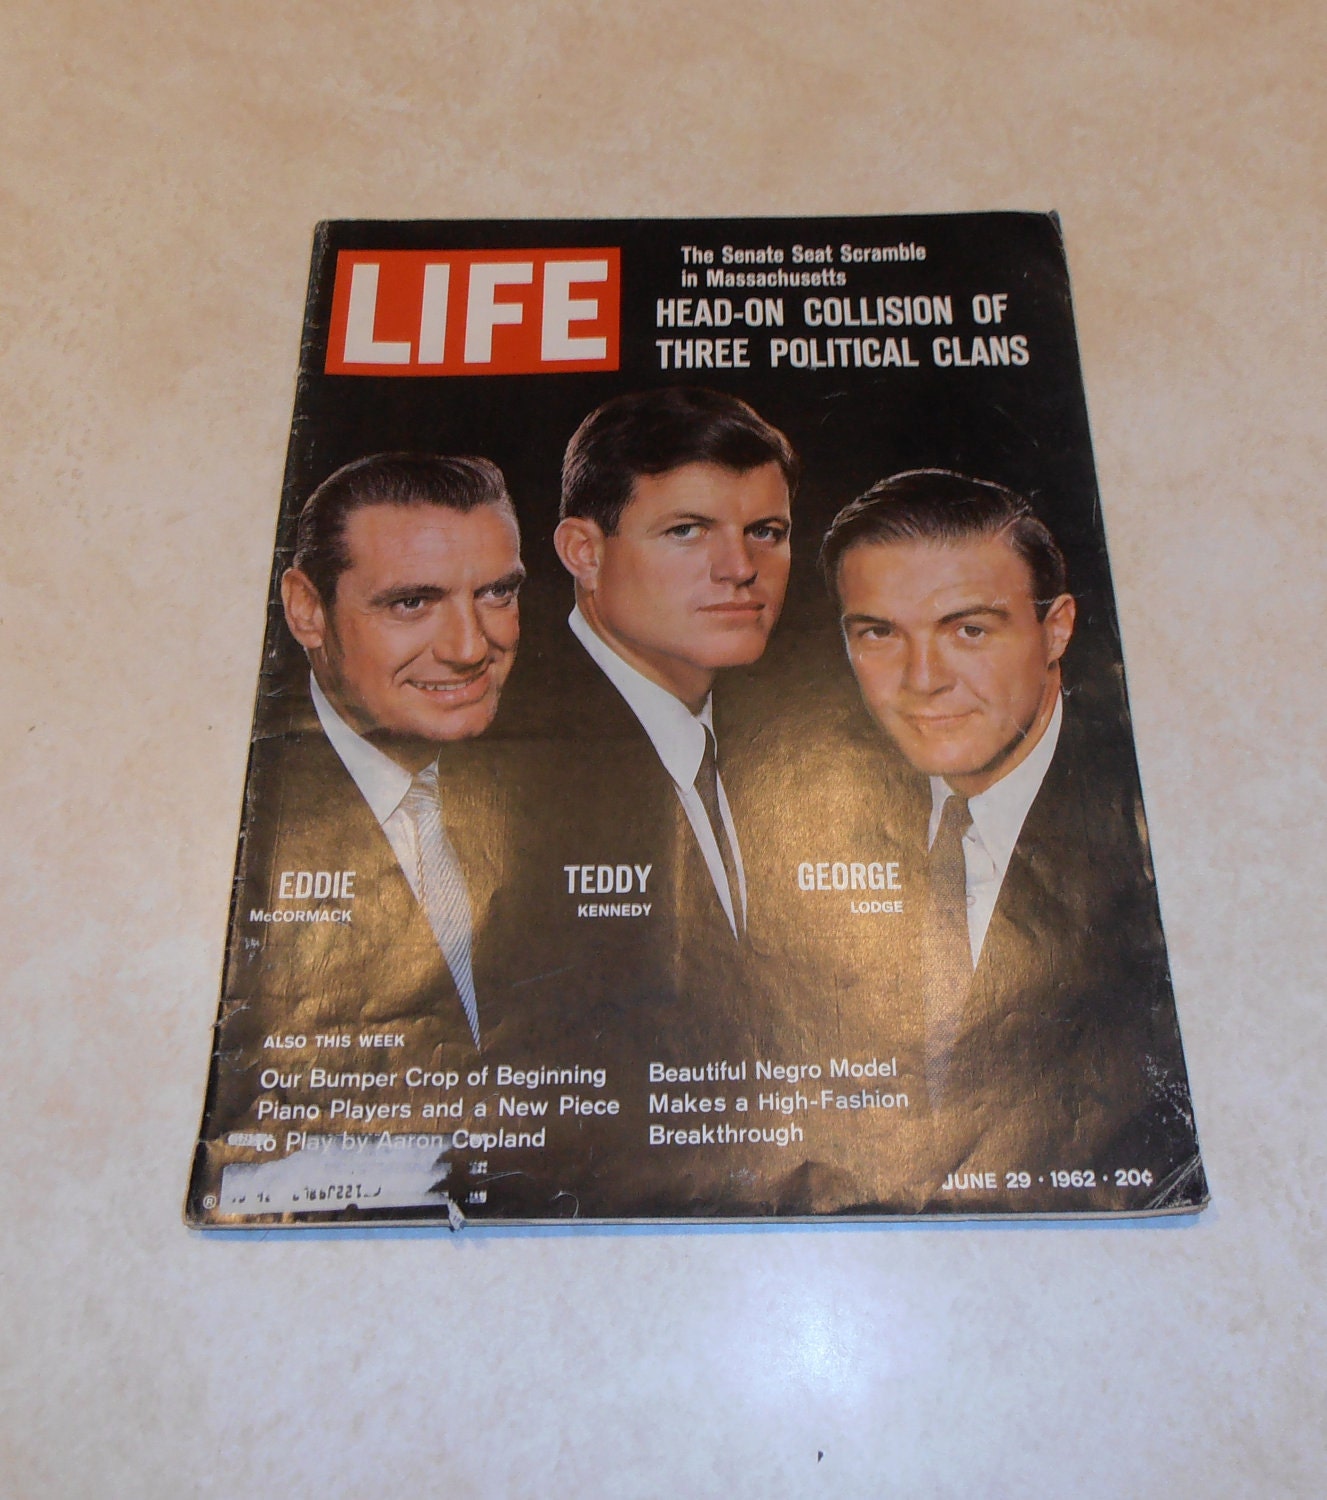 LIFE
The Senate Seat Scramble
in Massachusetts
HEAD-ON COLLISION OF
THREE POLITICAL CLANS
EDDIE
McCORMACK
TEDDY
KENNEDY
GEORGE
LODGE
ALSO THIS WEEK
Our Bumper Crop of Beginning
Piano Players and a New Piece
to Play by Aaron Copland
Beautiful Negro Model
Makes a High-Fashion
Breakthrough
JUNE 29 · 1962 · 20¢
®